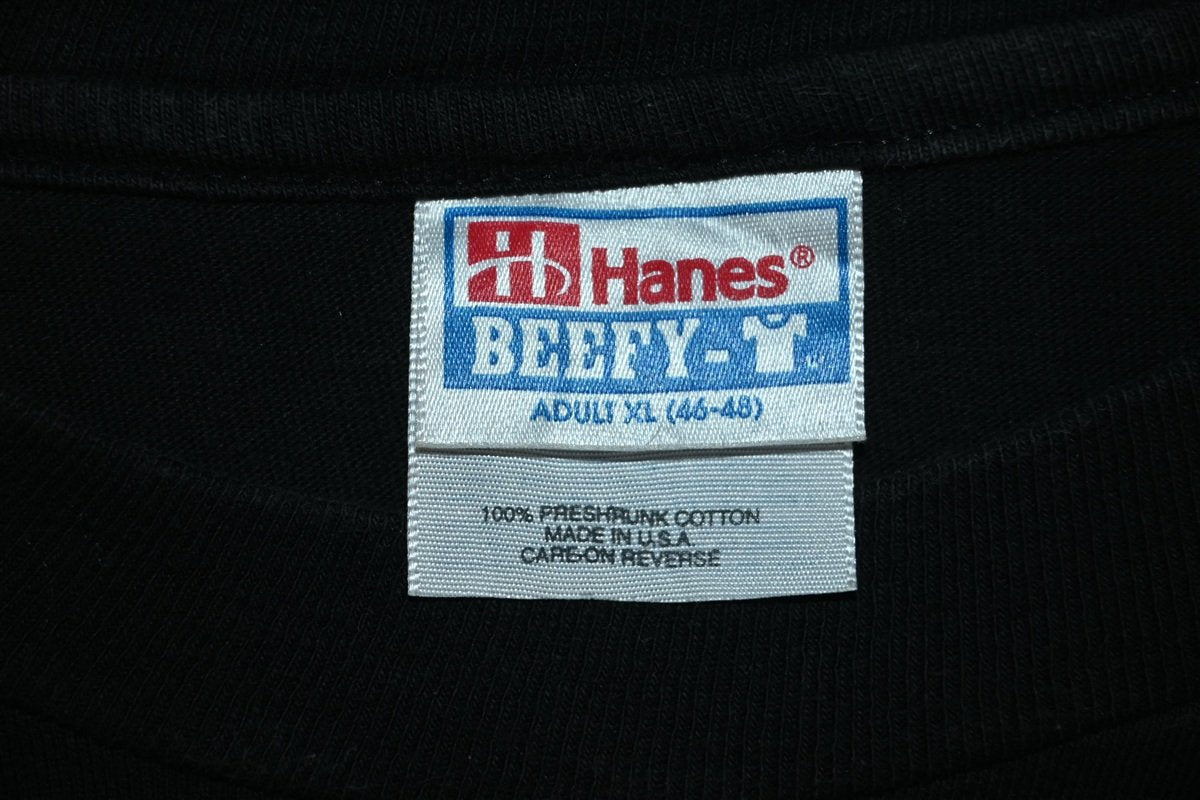 H Hanes®
BEEFY-T
ADULT XL (46-48)
100% PRESHRUNK COTTON
MADE IN U.S.A.
CARE ON REVERSE